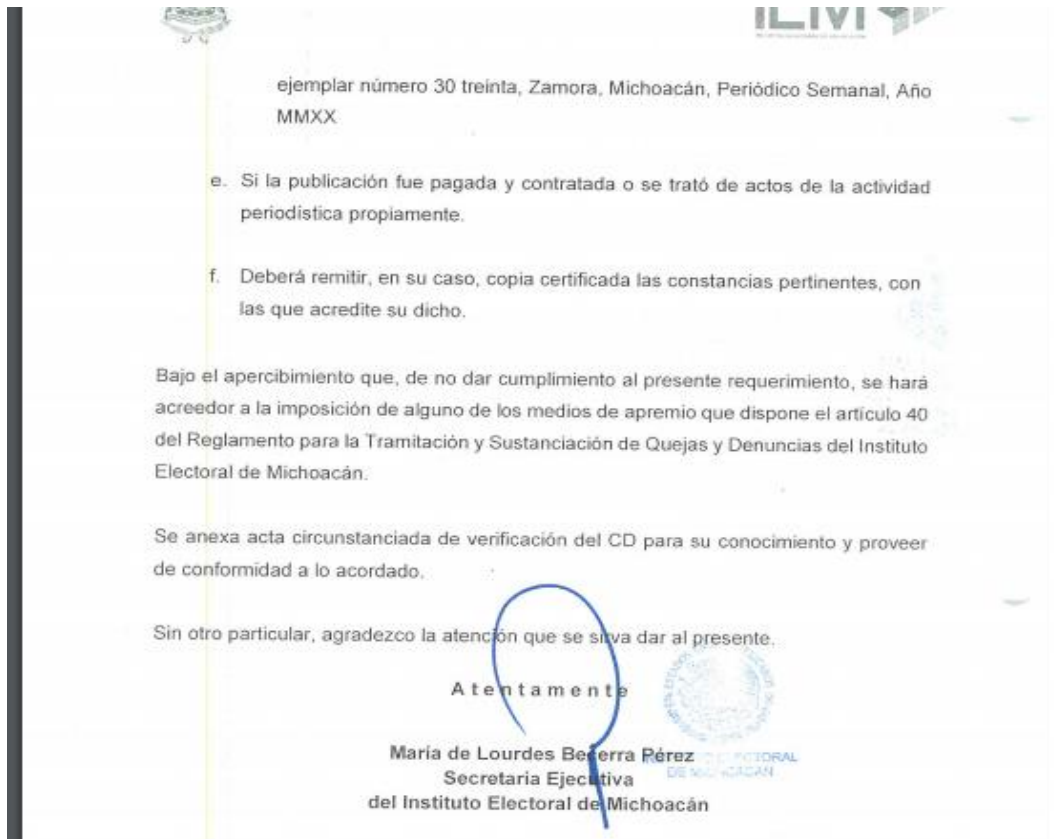 IEM
ejemplar número 30 treinta, Zamora, Michoacán, Periódico Semanal, Año
MMXX
e. Si la publicación fue pagada y contratada o se trató de actos de la actividad
periodística propiamente.
f. Deberá remitir, en su caso, copia certificada las constancias pertinentes, con
las que acredite su dicho.
Bajo el apercibimiento que, de no dar cumplimiento al presente requerimiento, se hará
acreedor a la imposición de alguno de los medios de apremio que dispone el artículo 40
del Reglamento para la Tramitación y Sustanciación de Quejas y Denuncias del Instituto
Electoral de Michoacán.
Se anexa acta circunstanciada de verificación del CD para su conocimiento y proveer
de conformidad a lo acordado.
Sin otro particular, agradezco la atención que se sirva dar al presente.
Atentamente
María de Lourdes Becerra Pérez
Secretaria Ejecutiva
del Instituto Electoral de Michoacán
DE MICHOACÁN